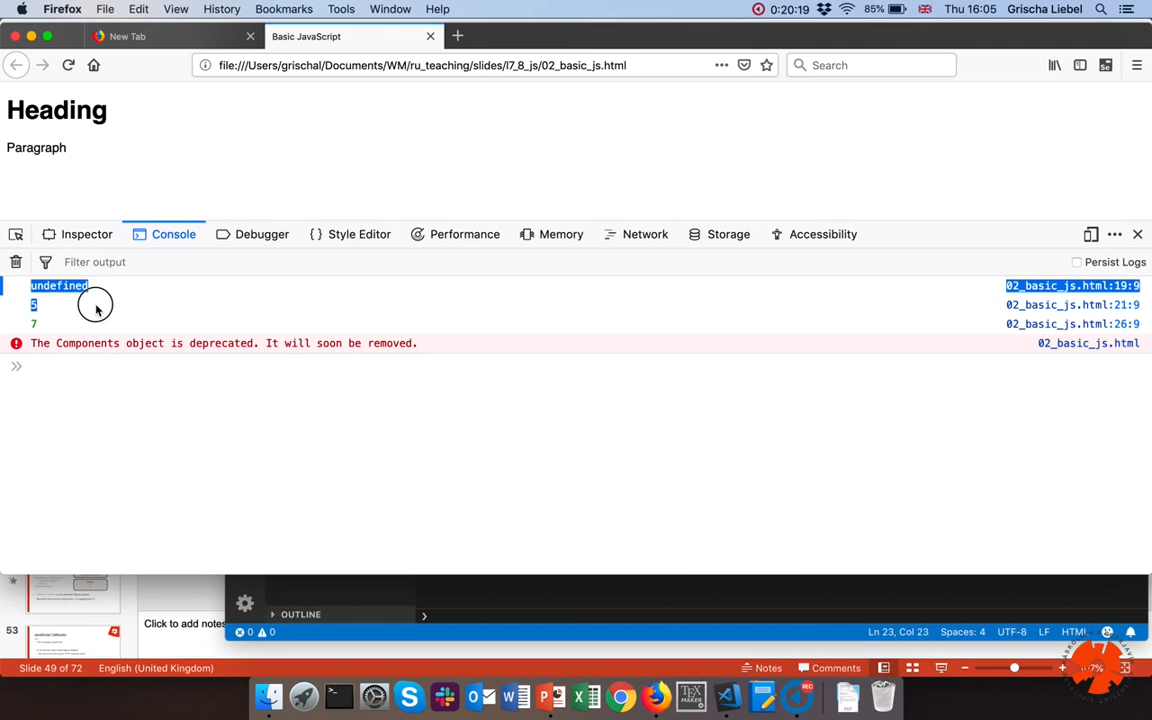 Firefox File Edit View History Bookmarks Tools Window Help 0:20:19 85% Thu 16:05 Grischa Liebel
New Tab Basic JavaScript
file:///Users/grischal/Documents/WM/ru_teaching/slides/l7_8_js/02_basic_js.html Search
Heading
Paragraph
Inspector Console Debugger Style Editor Performance Memory Network Storage Accessibility
Filter output Persist Logs
undefined 02_basic_js.html:19:9
5 02_basic_js.html:21:9
7 02_basic_js.html:26:9
The Components object is deprecated. It will soon be removed. 02_basic_js.html
OUTLINE
Click to add notes
53
0 0 Ln 23, Col 23 Spaces: 4 UTF-8 LF HTML
Slide 49 of 72 English (United Kingdom) Notes Comments